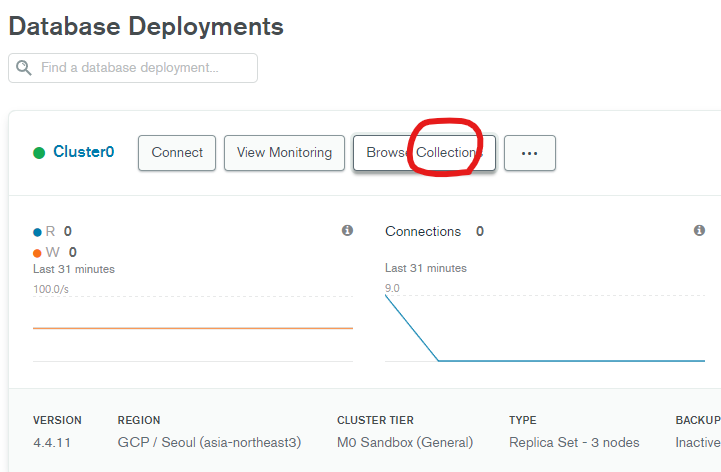 Database Deployments
Find a database deployment...
Cluster0
Connect
View Monitoring
Browse Collections
...
R 0
W 0
Last 31 minutes
100.0/s
Connections 0
Last 31 minutes
9.0
VERSION
4.4.11
REGION
GCP / Seoul (asia-northeast3)
CLUSTER TIER
M0 Sandbox (General)
TYPE
Replica Set - 3 nodes
BACKUP
Inactive